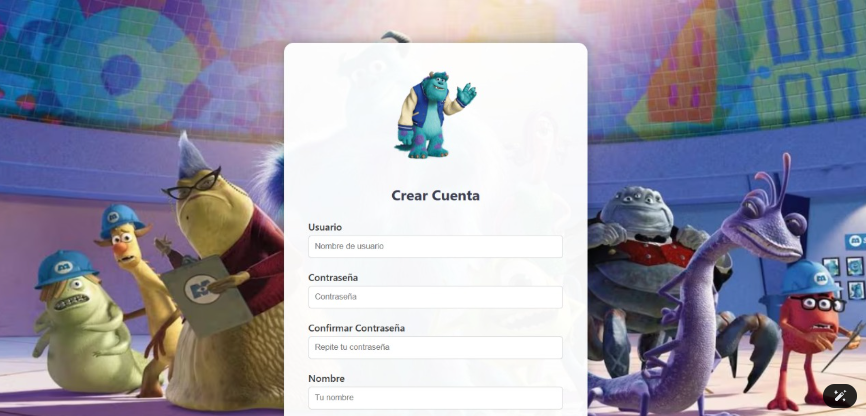 Crear Cuenta
Usuario
Nombre de usuario
Contraseña
Contraseña
Confirmar Contraseña
Repite tu contraseña
Nombre
Tu nombre